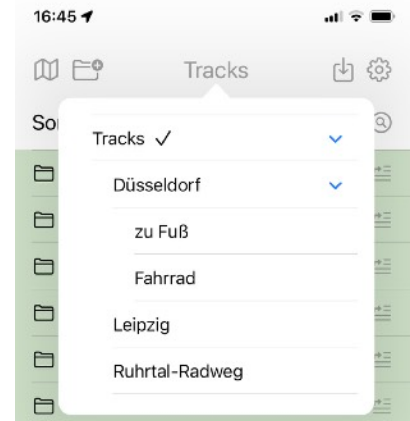 16:45
Tracks
So
Tracks ✓
Düsseldorf
zu Fuß
Fahrrad
Leipzig
Ruhrtal-Radweg